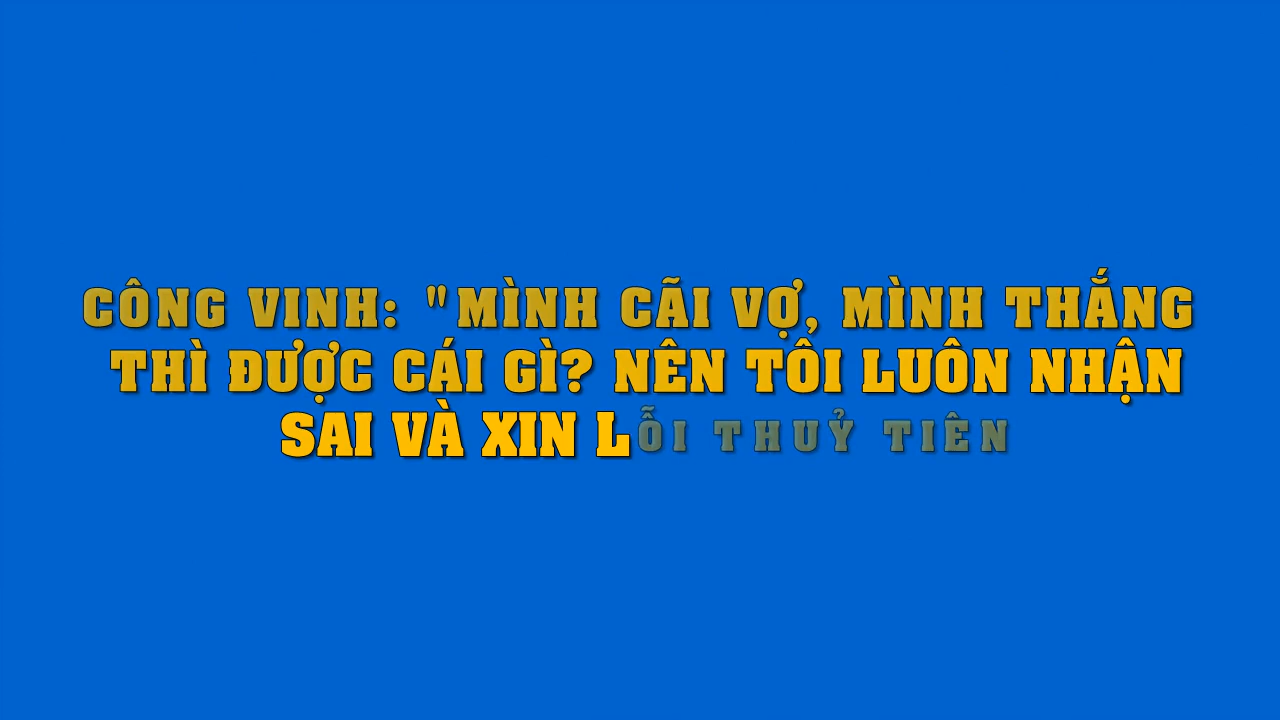 CÔNG VINH: "MÌNH CÃI VỢ, MÌNH THẮNG
THÌ ĐƯỢC CÁI GÌ? NÊN TÔI LUÔN NHẬN
SAI VÀ XIN LỖI THUỶ TIÊN